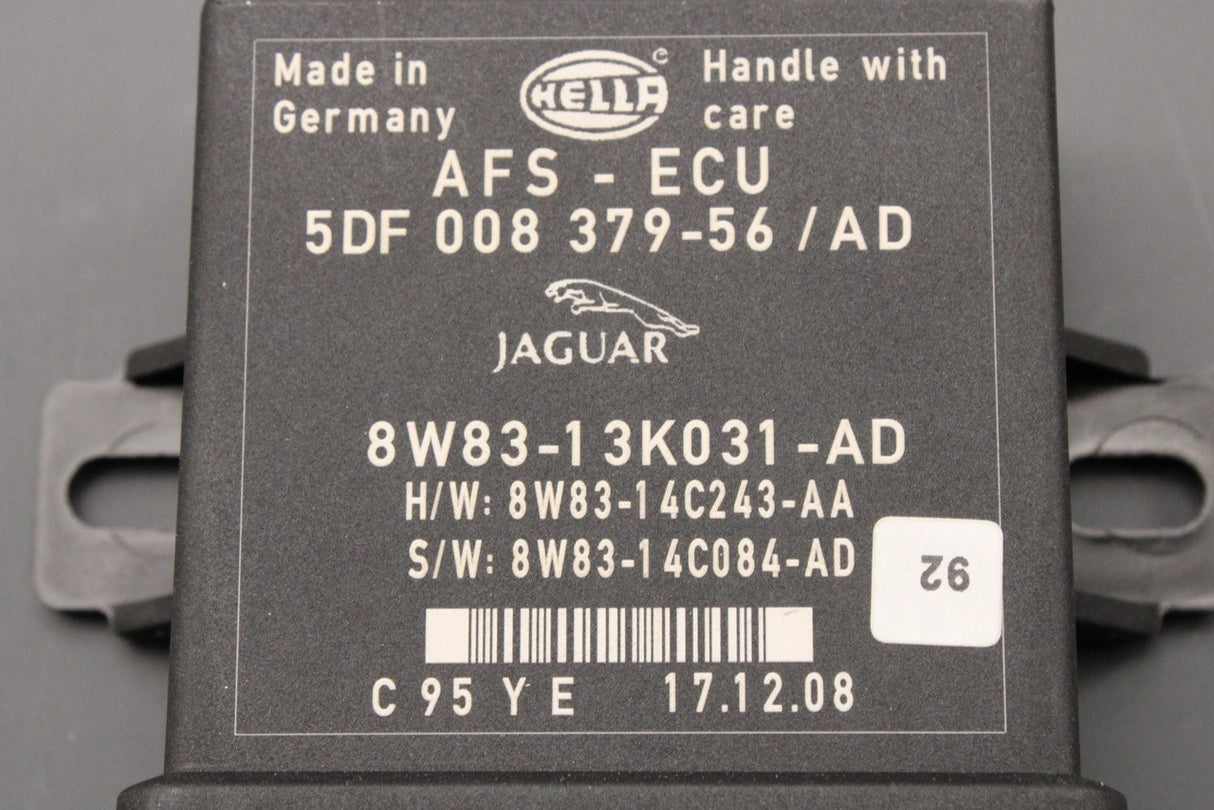 Made in
Germany
HELLA
Handle with
care
AFS - ECU
5DF 008 379-56 /AD
JAGUAR
8W83-13K031-AD
H/W: 8W83-14C243-AA
S/W: 8W83-14C084-AD
92
C 95 Y E 17.12.08